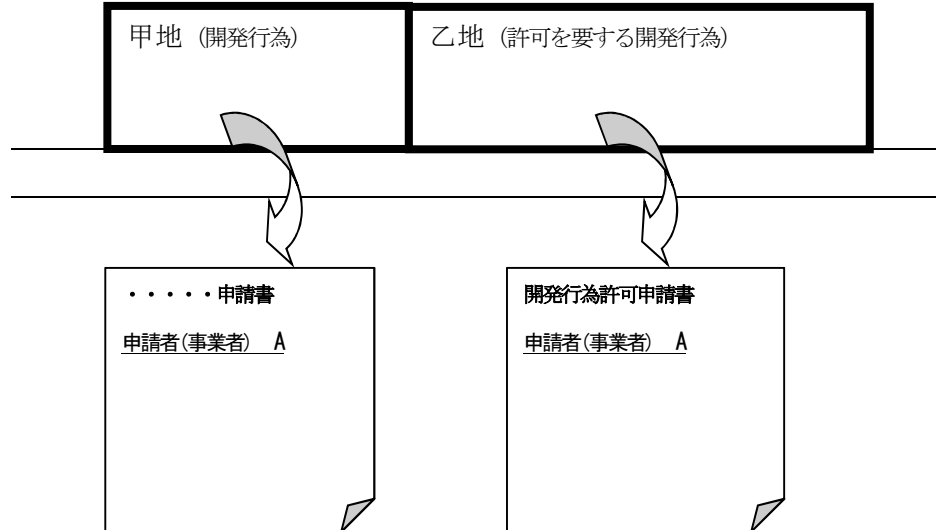 甲地（開発行為）
乙地（許可を要する開発行為）
・・・・・申請書
申請者（事業者）　A
開発行為許可申請書
申請者（事業者）　A